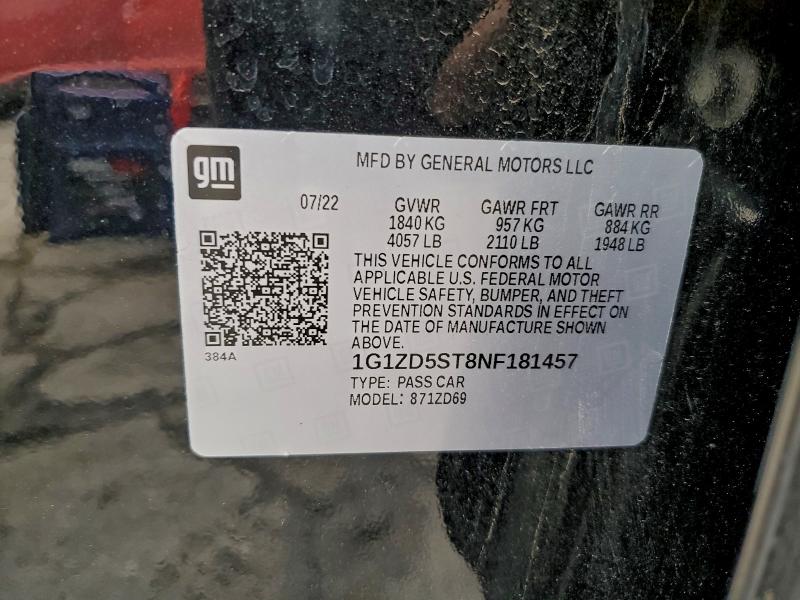 gm
MFD BY GENERAL MOTORS LLC
07/22 GVWR GAWR FRT GAWR RR
1840 KG 957 KG 884 KG
4057 LB 2110 LB 1948 LB
THIS VEHICLE CONFORMS TO ALL
APPLICABLE U.S. FEDERAL MOTOR
VEHICLE SAFETY, BUMPER, AND THEFT
PREVENTION STANDARDS IN EFFECT ON
THE DATE OF MANUFACTURE SHOWN
ABOVE.
384A
1G1ZD5ST8NF181457
TYPE: PASS CAR
MODEL: 871ZD69